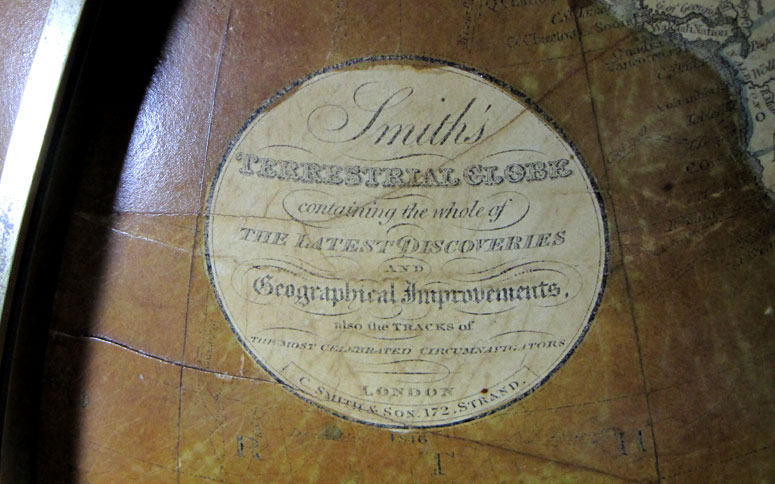 Smith's
TERRESTRIAL GLOBE
containing the whole of
THE LATEST DISCOVERIES
AND
Geographical Improvements,
also the TRACKS of
THE MOST CELEBRATED CIRCUMNAVIGATORS
LONDON
C. SMITH & SON. 172. STRAND.